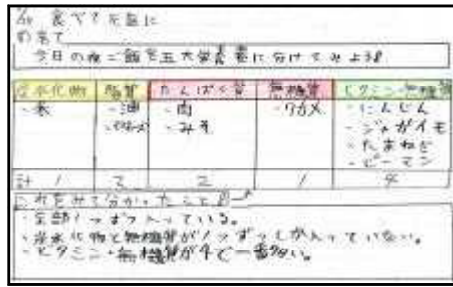 食べて元気に
めあて
今日の夜ご飯を五大栄養素に分けてみよう!
炭水化物 脂質 たんぱく質 無機質 ビタミン・無機質
・米 ・油 ・肉 ・ワカメ ・にんじん
・マヨネーズ ・みそ ・ジャガイモ
・たまねぎ
・ピーマン
計 1 2 2 1 4
これをみて分かったこと
・全部1つずつ入っている。
・炭水化物と無機質が1つずつしか入っていない。
・ビタミン・無機質が4で一番多い。